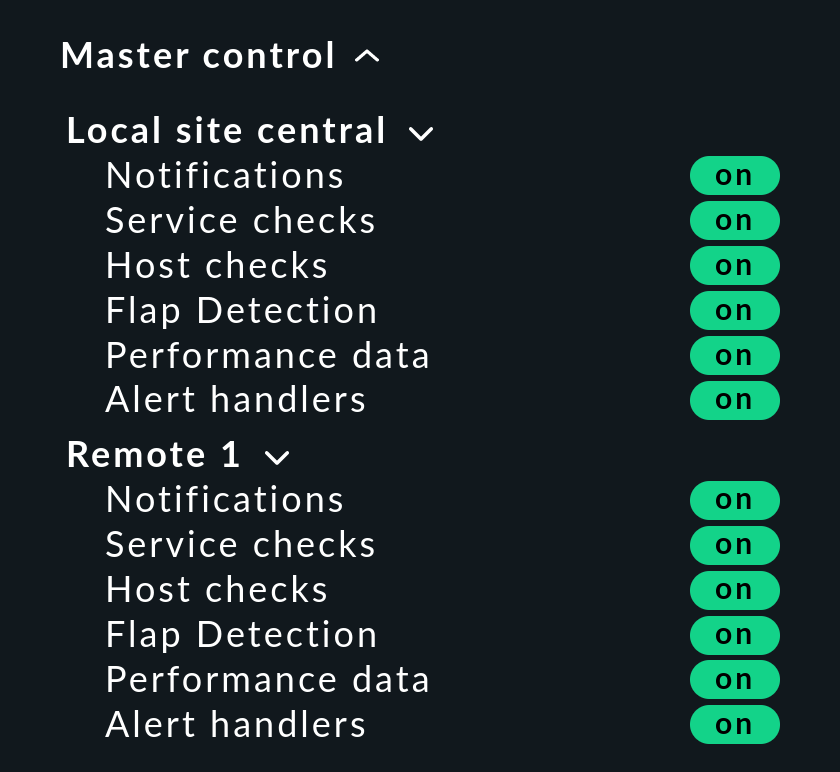 Master control
Local site central
Notifications on
Service checks on
Host checks on
Flap Detection on
Performance data on
Alert handlers on
Remote 1
Notifications on
Service checks on
Host checks on
Flap Detection on
Performance data on
Alert handlers on